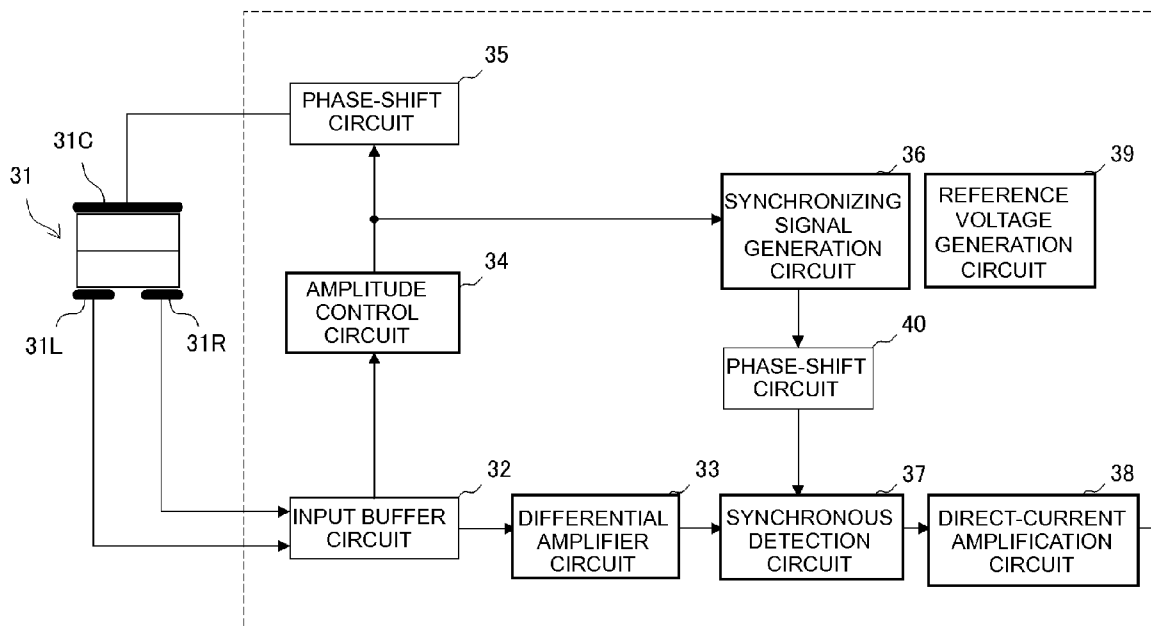 35
PHASE-SHIFT
CIRCUIT
31C
31
36
39
SYNCHRONIZING
SIGNAL
GENERATION
CIRCUIT
REFERENCE
VOLTAGE
GENERATION
CIRCUIT
34
AMPLITUDE
CONTROL
CIRCUIT
31L
31R
40
PHASE-SHIFT
CIRCUIT
32
INPUT BUFFER
CIRCUIT
33
DIFFERENTIAL
AMPLIFIER
CIRCUIT
37
SYNCHRONOUS
DETECTION
CIRCUIT
38
DIRECT-CURRENT
AMPLIFICATION
CIRCUIT